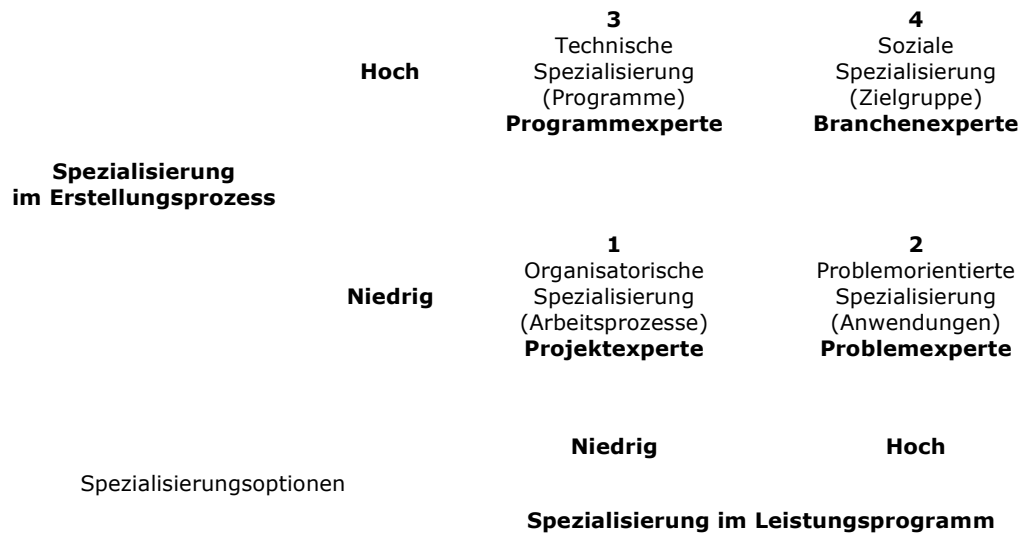 3
Technische
Spezialisierung
(Programme)
Programmexperte
4
Soziale
Spezialisierung
(Zielgruppe)
Branchenexperte
Hoch
Spezialisierung
im Erstellungsprozess
1
Organisatorische
Spezialisierung
(Arbeitsprozesse)
Projektexperte
2
Problemorientierte
Spezialisierung
(Anwendungen)
Problemexperte
Niedrig
Niedrig
Hoch
Spezialisierungsoptionen
Spezialisierung im Leistungsprogramm